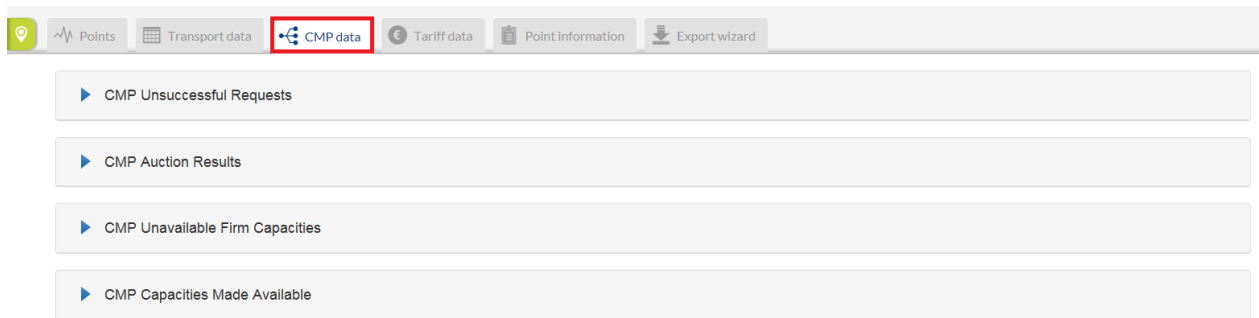 Points Transport data CMP data Tariff data Point information Export wizard
CMP Unsuccessful Requests
CMP Auction Results
CMP Unavailable Firm Capacities
CMP Capacities Made Available